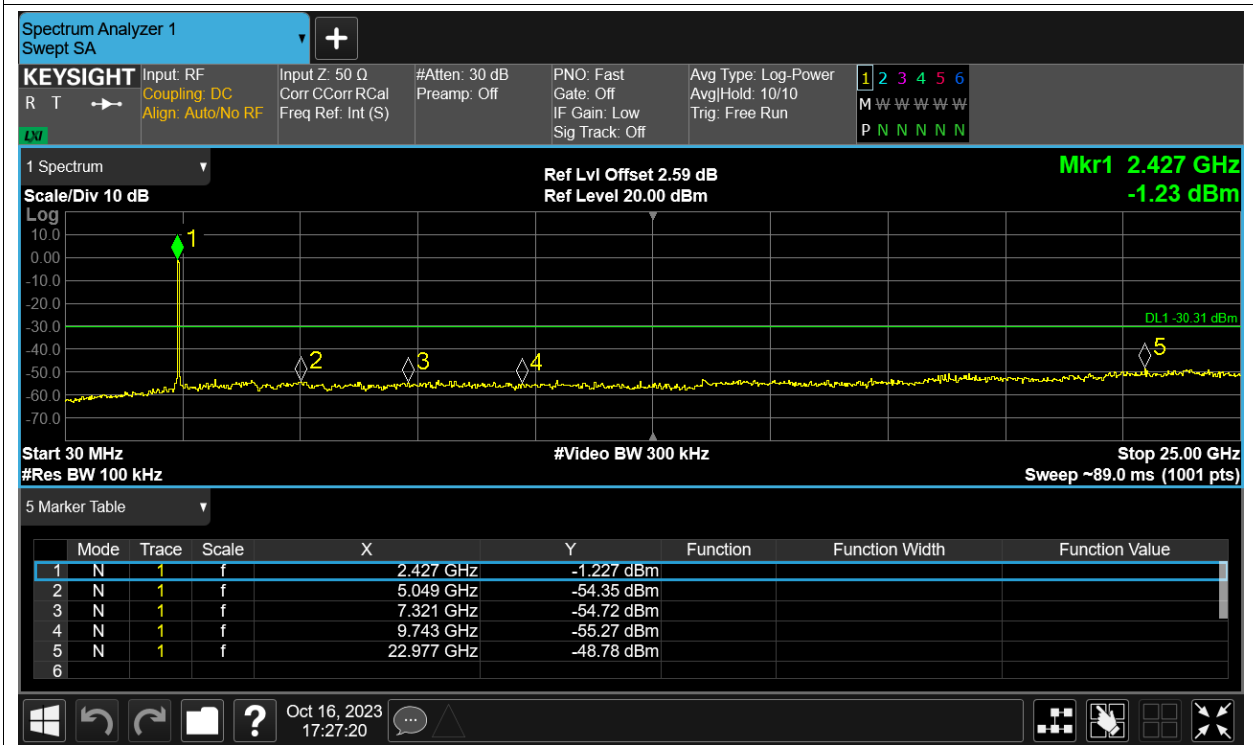 Spectrum Analyzer 1
Swept SA
KEYSIGHT
R T
LXI
Input: RF
Coupling: DC
Align: Auto/No RF
Input Z: 50 Ω
Corr CCorr RCal
Freq Ref: Int (S)
#Atten: 30 dB
Preamp: Off
PNO: Fast
Gate: Off
IF Gain: Low
Sig Track: Off
Avg Type: Log-Power
Avg|Hold: 10/10
Trig: Free Run
1 2 3 4 5 6
M W W W W W W
P N N N N N N
1 Spectrum
Scale/Div 10 dB
Ref Lvl Offset 2.59 dB
Ref Level 20.00 dBm
Mkr1 2.427 GHz
-1.23 dBm
Log
10.0
0.00
-10.0
-20.0
-30.0
-40.0
-50.0
-60.0
-70.0
1
2
3
4
5
DL1 -30.31 dBm
Start 30 MHz
#Video BW 300 kHz
Stop 25.00 GHz
#Res BW 100 kHz
Sweep ~89.0 ms (1001 pts)
5 Marker Table
Mode Trace Scale X Y Function Function Width Function Value
1 N 1 f 2.427 GHz -1.227 dBm
2 N 1 f 5.049 GHz -54.35 dBm
3 N 1 f 7.321 GHz -54.72 dBm
4 N 1 f 9.743 GHz -55.27 dBm
5 N 1 f 22.977 GHz -48.78 dBm
6
?
Oct 16, 2023
17:27:20